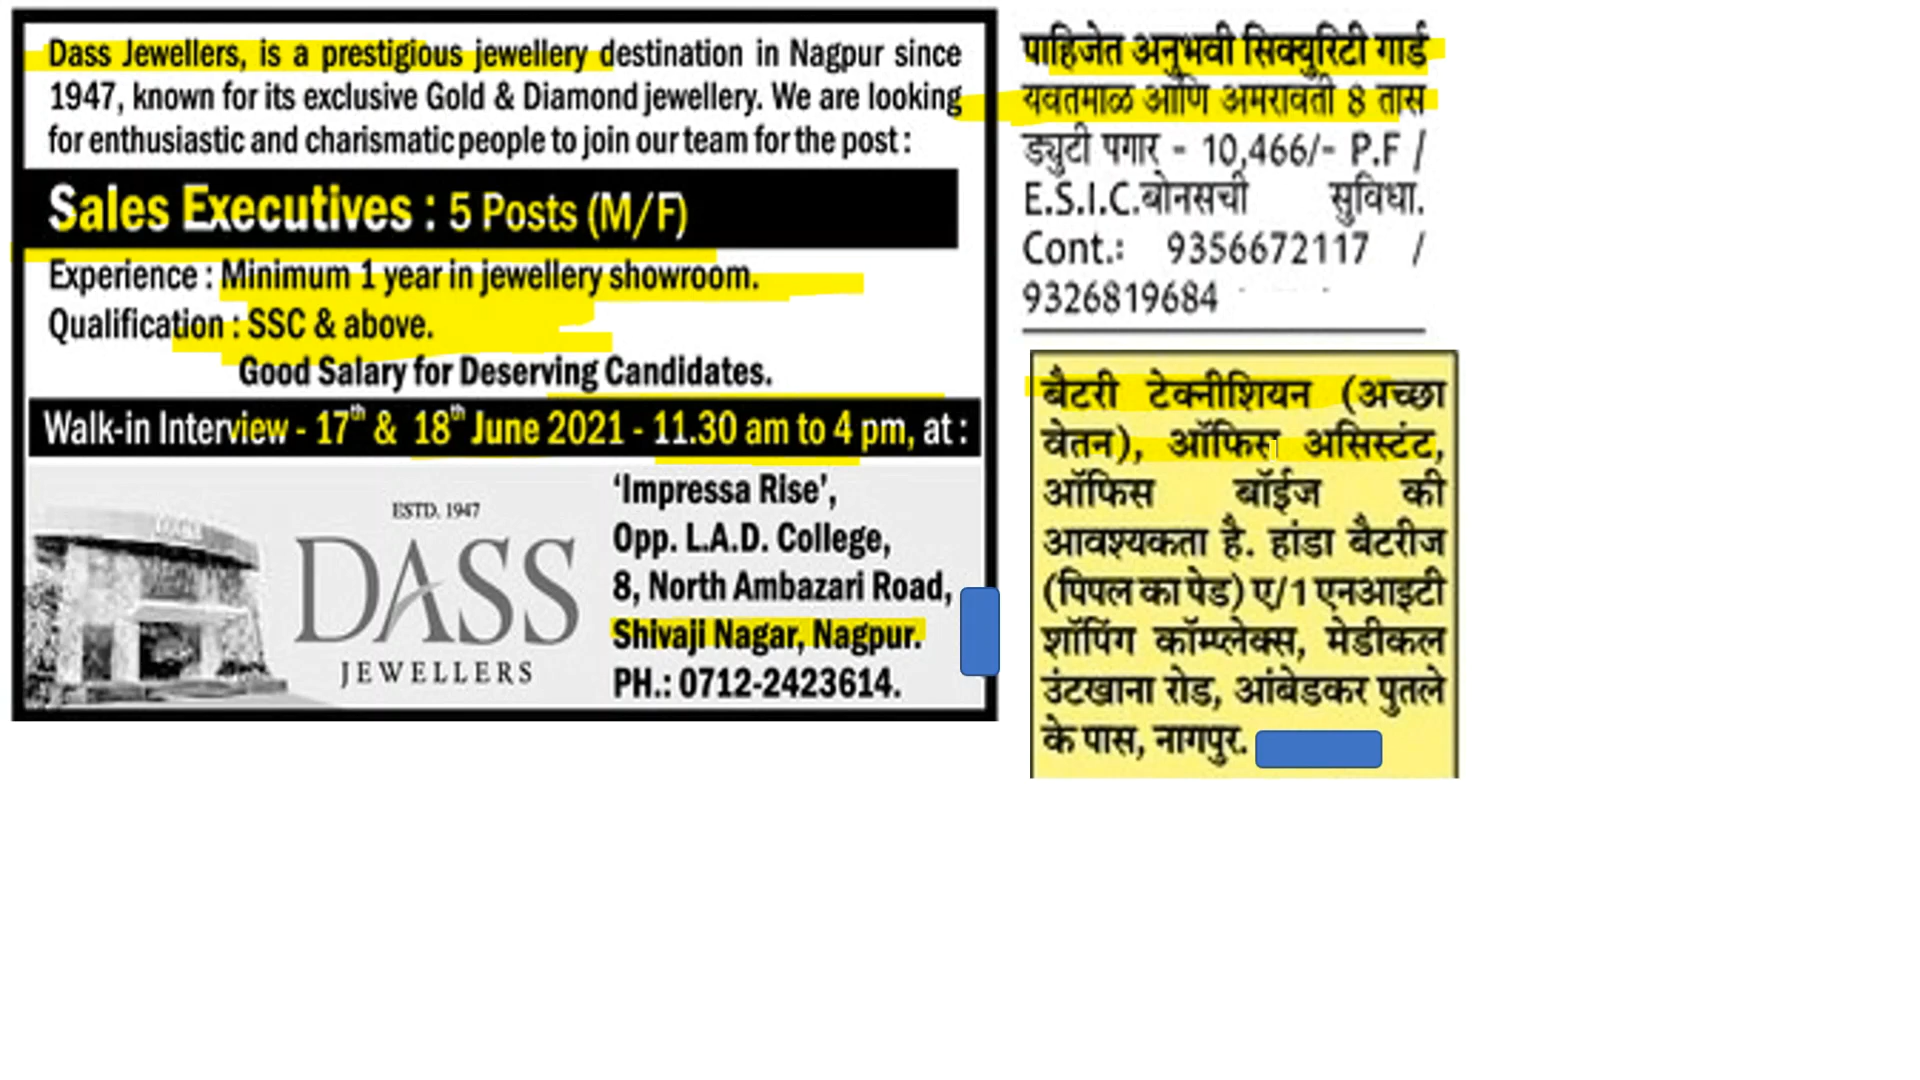 Dass Jewellers, is a prestigious jewellery destination in Nagpur since
1947, known for its exclusive Gold & Diamond jewellery. We are looking
for enthusiastic and charismatic people to join our team for the post :
Sales Executives : 5 Posts (M/F)
Experience : Minimum 1 year in jewellery showroom.
Qualification : SSC & above.
Good Salary for Deserving Candidates.
Walk-in Interview - 17th & 18th June 2021 - 11.30 am to 4 pm, at :
ESTD. 1947
DASS
JEWELLERS
‘Impressa Rise’,
Opp. L.A.D. College,
8, North Ambazari Road,
Shivaji Nagar, Nagpur.
PH.: 0712-2423614.
पाहिजेत अनुभवी सिक्युरिटी गार्ड
यवतमाळ आणि अमरावती 8 तास
ड्युटी पगार - 10,466/- P.F /
E.S.I.C.बोनसची सुविधा.
Cont.: 9356672117 /
9326819684
बैटरी टेक्नीशियन (अच्छा
वेतन), ऑफिस असिस्टंट,
ऑफिस बॉईज की
आवश्यकता है. हांडा बैटरीज
(पिपल का पेड) ए/1 एनआइटी
शॉपिंग कॉम्प्लेक्स, मेडीकल
उंटखाना रोड, आंबेडकर पुतले
के पास, नागपुर.